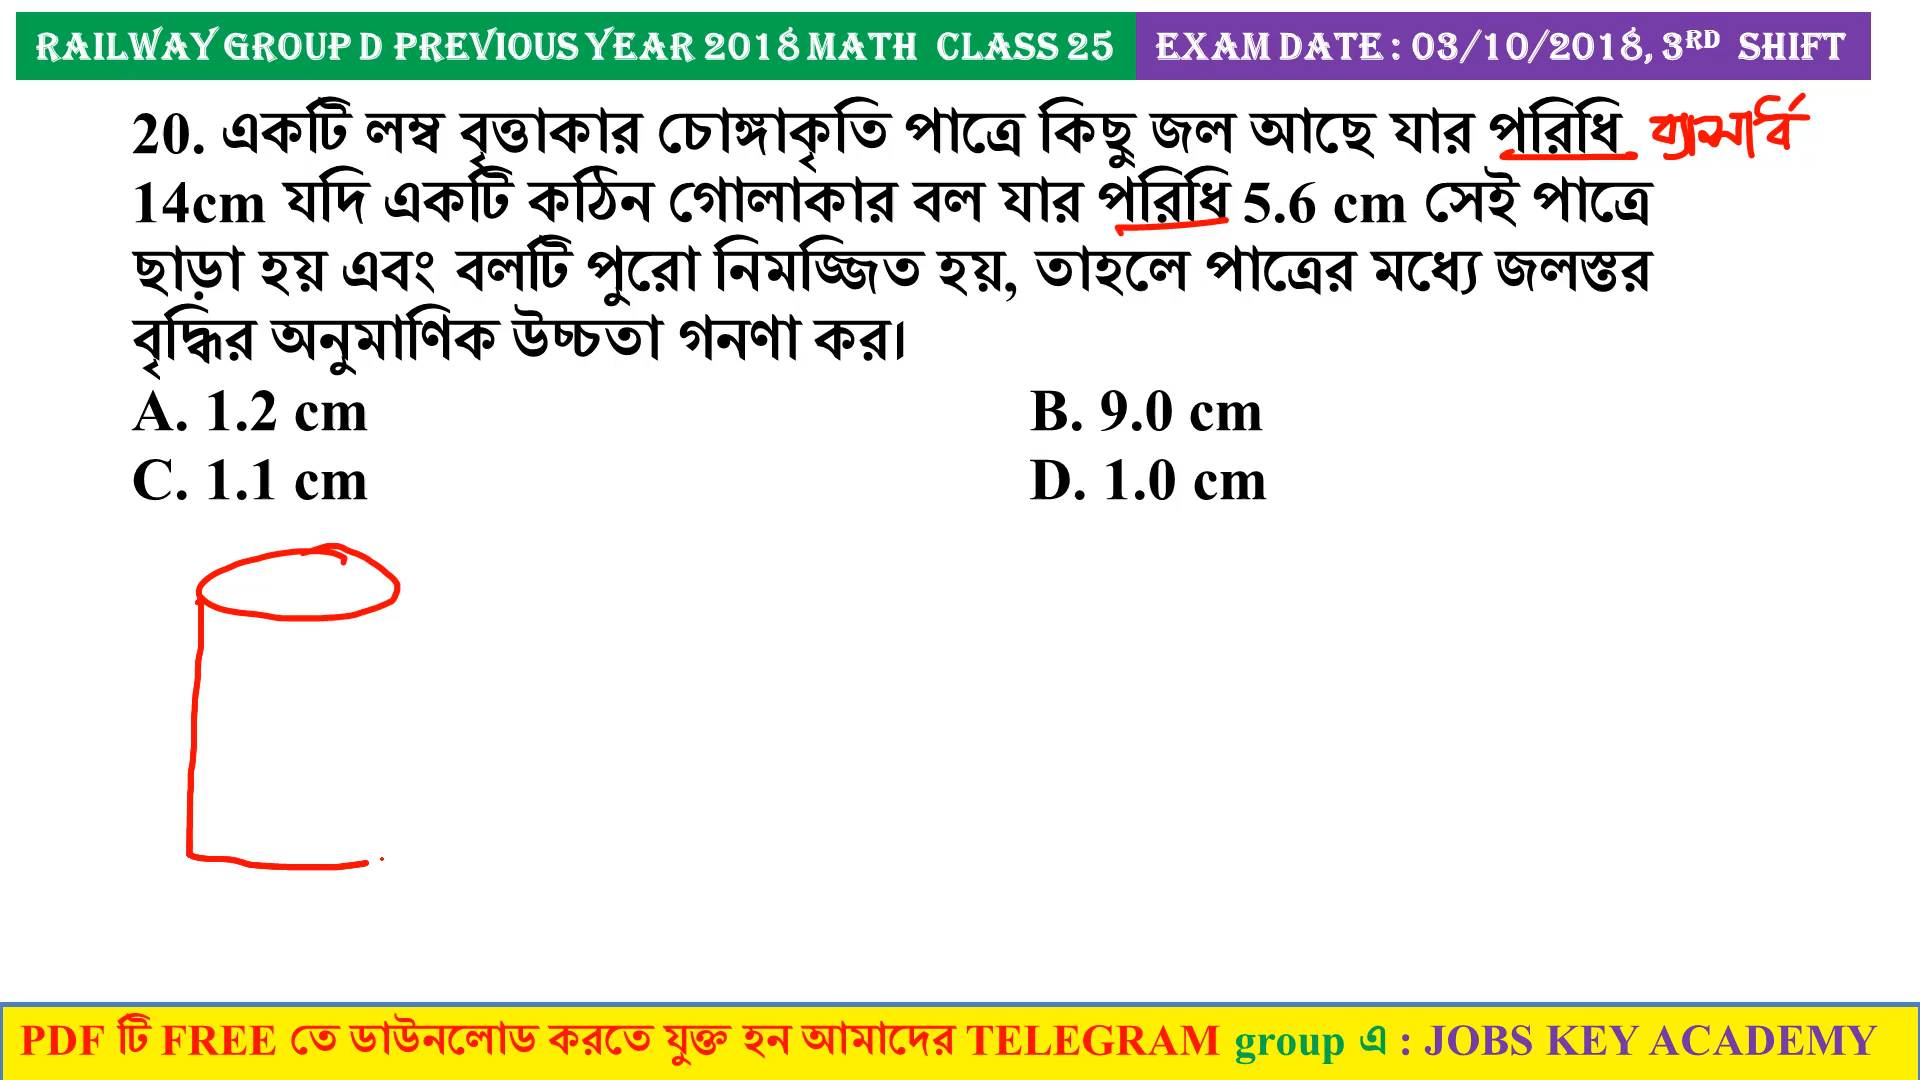 RAILWAY GROUP D PREVIOUS YEAR 2018 MATH CLASS 25 EXAM DATE : 03/10/2018, 3RD SHIFT
20. একটি লম্ব বৃত্তাকার চোঙ্গাকৃতি পাত্রে কিছু জল আছে যার পরিধি ব্যাসার্ধ
14cm যদি একটি কঠিন গোলাকার বল যার পরিধি 5.6 cm সেই পাত্রে
ছাড়া হয় এবং বলটি পুরো নিমজ্জিত হয়, তাহলে পাত্রের মধ্যে জলস্তর
বৃদ্ধির অনুমাণিক উচ্চতা গনণা কর।
A. 1.2 cm B. 9.0 cm
C. 1.1 cm D. 1.0 cm
PDF টি FREE তে ডাউনলোড করতে যুক্ত হন আমাদের TELEGRAM group এ : JOBS KEY ACADEMY